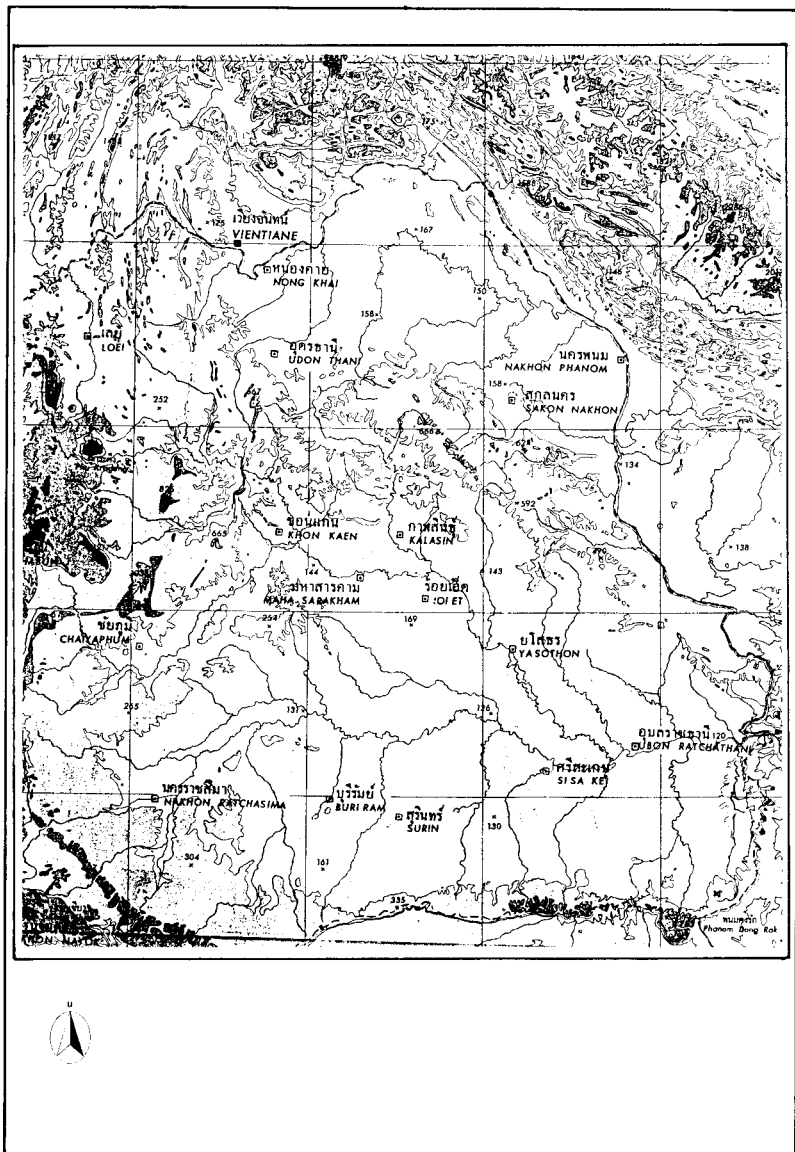 175
เวียงจันทน์
VIENTIANE
167
หนองคาย
NONG KHAI
150
158
เลย
LOEI
อุดรธานี
UDON THANI
นครพนม
NAKHON PHANOM
158
สกลนคร
SAKON NAKHON
252
666
628
134
592
ขอนแก่น
KHON KAEN
กาฬสินธุ์
KALASIN
665
138
144
143
มหาสารคาม
MAHA SARAKHAM
ร้อยเอ็ด
OI ET
254
169
ชัยภูมิ
CHAIYAPHUM
ยโสธร
YASOTHON
265
131
126
อุบลราชธานี 120
UBON RATCHATHANI
ศรีสะเกษ
SI SA KET
นครราชสีมา
NAKHON RATCHASIMA
บุรีรัมย์
BURI RAM
สุรินทร์
SURIN
130
304
161
335
พนมดงรัก
Phanom Dong Rak
น